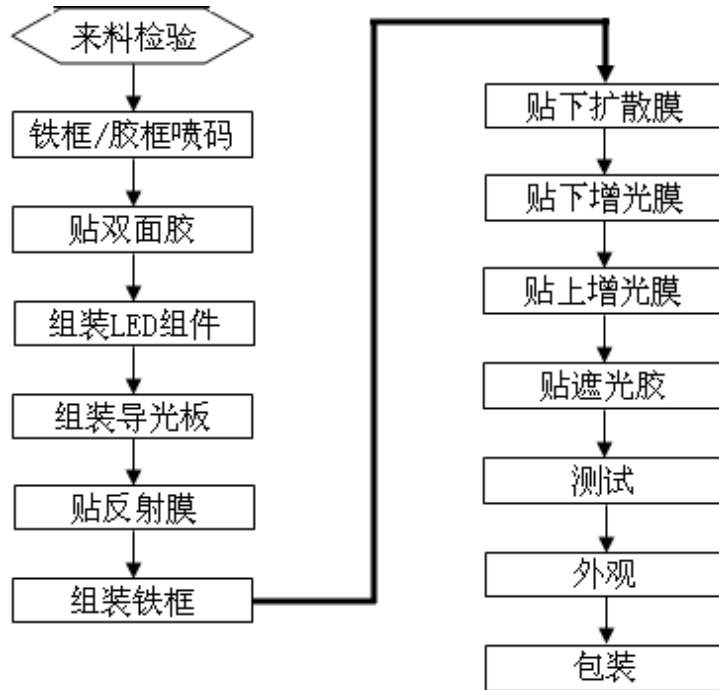 来料检验
铁框/胶框喷码
贴双面胶
组装LED组件
组装导光板
贴反射膜
组装铁框
贴下扩散膜
贴下增光膜
贴上增光膜
贴遮光胶
测试
外观
包装